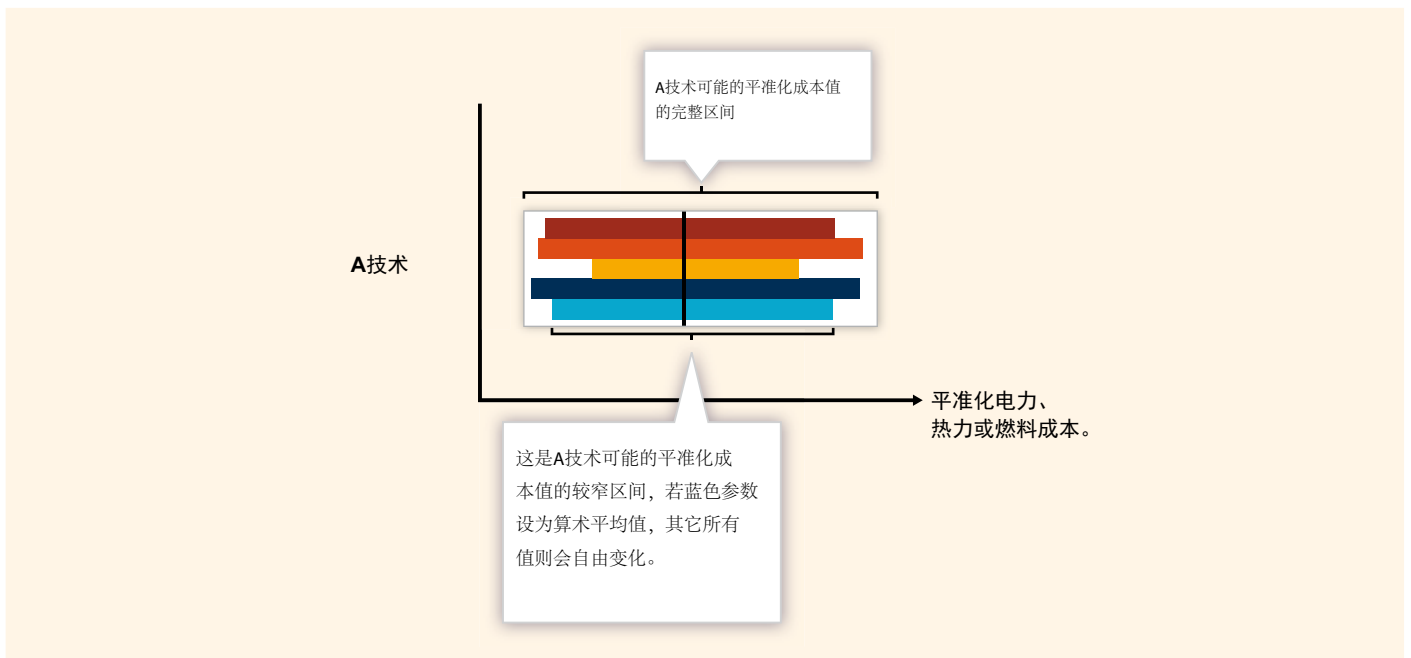 A技术可能的平准化成本值
的完整区间
A技术
平准化电力、
热力或燃料成本。
这是A技术可能的平准化成
本值的较窄区间，若蓝色参数
设为算术平均值，其它所有
值则会自由变化。